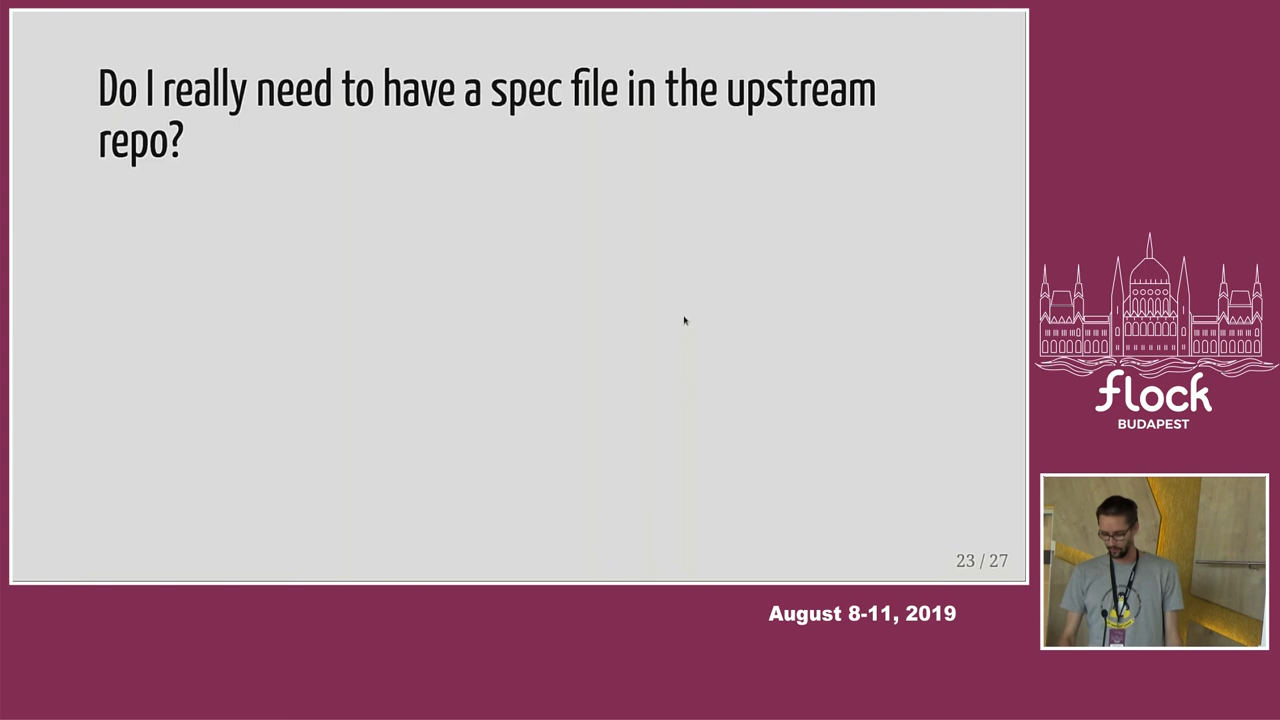 Do I really need to have a spec file in the upstream
repo?
23 / 27
flock
BUDAPEST
August 8-11, 2019